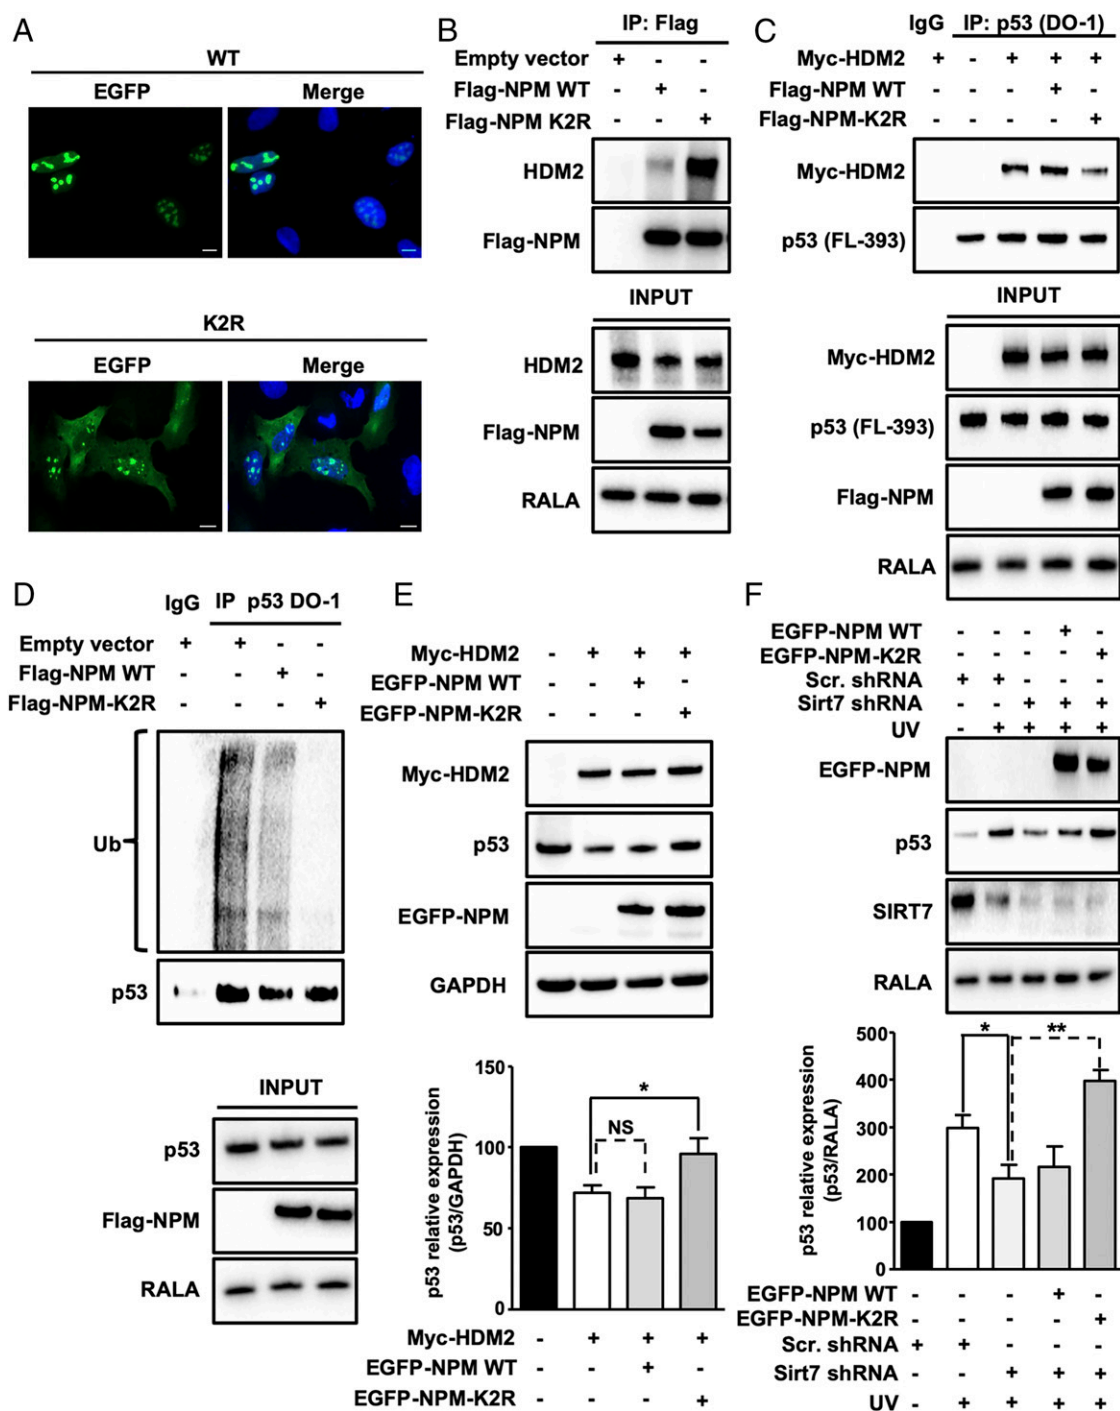 A
WT
EGFP Merge
K2R
EGFP Merge
B
IP: Flag
Empty vector + - -
Flag-NPM WT - + -
Flag-NPM K2R - - +
HDM2
Flag-NPM
INPUT
HDM2
Flag-NPM
RALA
C
IgG IP: p53 (DO-1)
Myc-HDM2 + - + + +
Flag-NPM WT - - - + -
Flag-NPM-K2R - - - - +
Myc-HDM2
p53 (FL-393)
INPUT
Myc-HDM2
p53 (FL-393)
Flag-NPM
RALA
D
IgG IP p53 DO-1
Empty vector + + - -
Flag-NPM WT - - + -
Flag-NPM-K2R - - - +
Ub
p53
INPUT
p53
Flag-NPM
RALA
E
Myc-HDM2 - + + +
EGFP-NPM WT - - + -
EGFP-NPM-K2R - - - +
Myc-HDM2
p53
EGFP-NPM
GAPDH
p53 relative expression
(p53/GAPDH)
150
100
50
0
*
NS
Myc-HDM2 - + + +
EGFP-NPM WT - - + -
EGFP-NPM-K2R - - - +
F
EGFP-NPM WT - - - + -
EGFP-NPM-K2R - - - - +
Scr. shRNA + + - - -
Sirt7 shRNA - - + + +
UV - + + + +
EGFP-NPM
p53
SIRT7
RALA
p53 relative expression
(p53/RALA)
500
400
300
200
100
0
* **
EGFP-NPM WT - - - + -
EGFP-NPM-K2R - - - - +
Scr. shRNA + + - - -
Sirt7 shRNA - - + + +
UV - + + + +